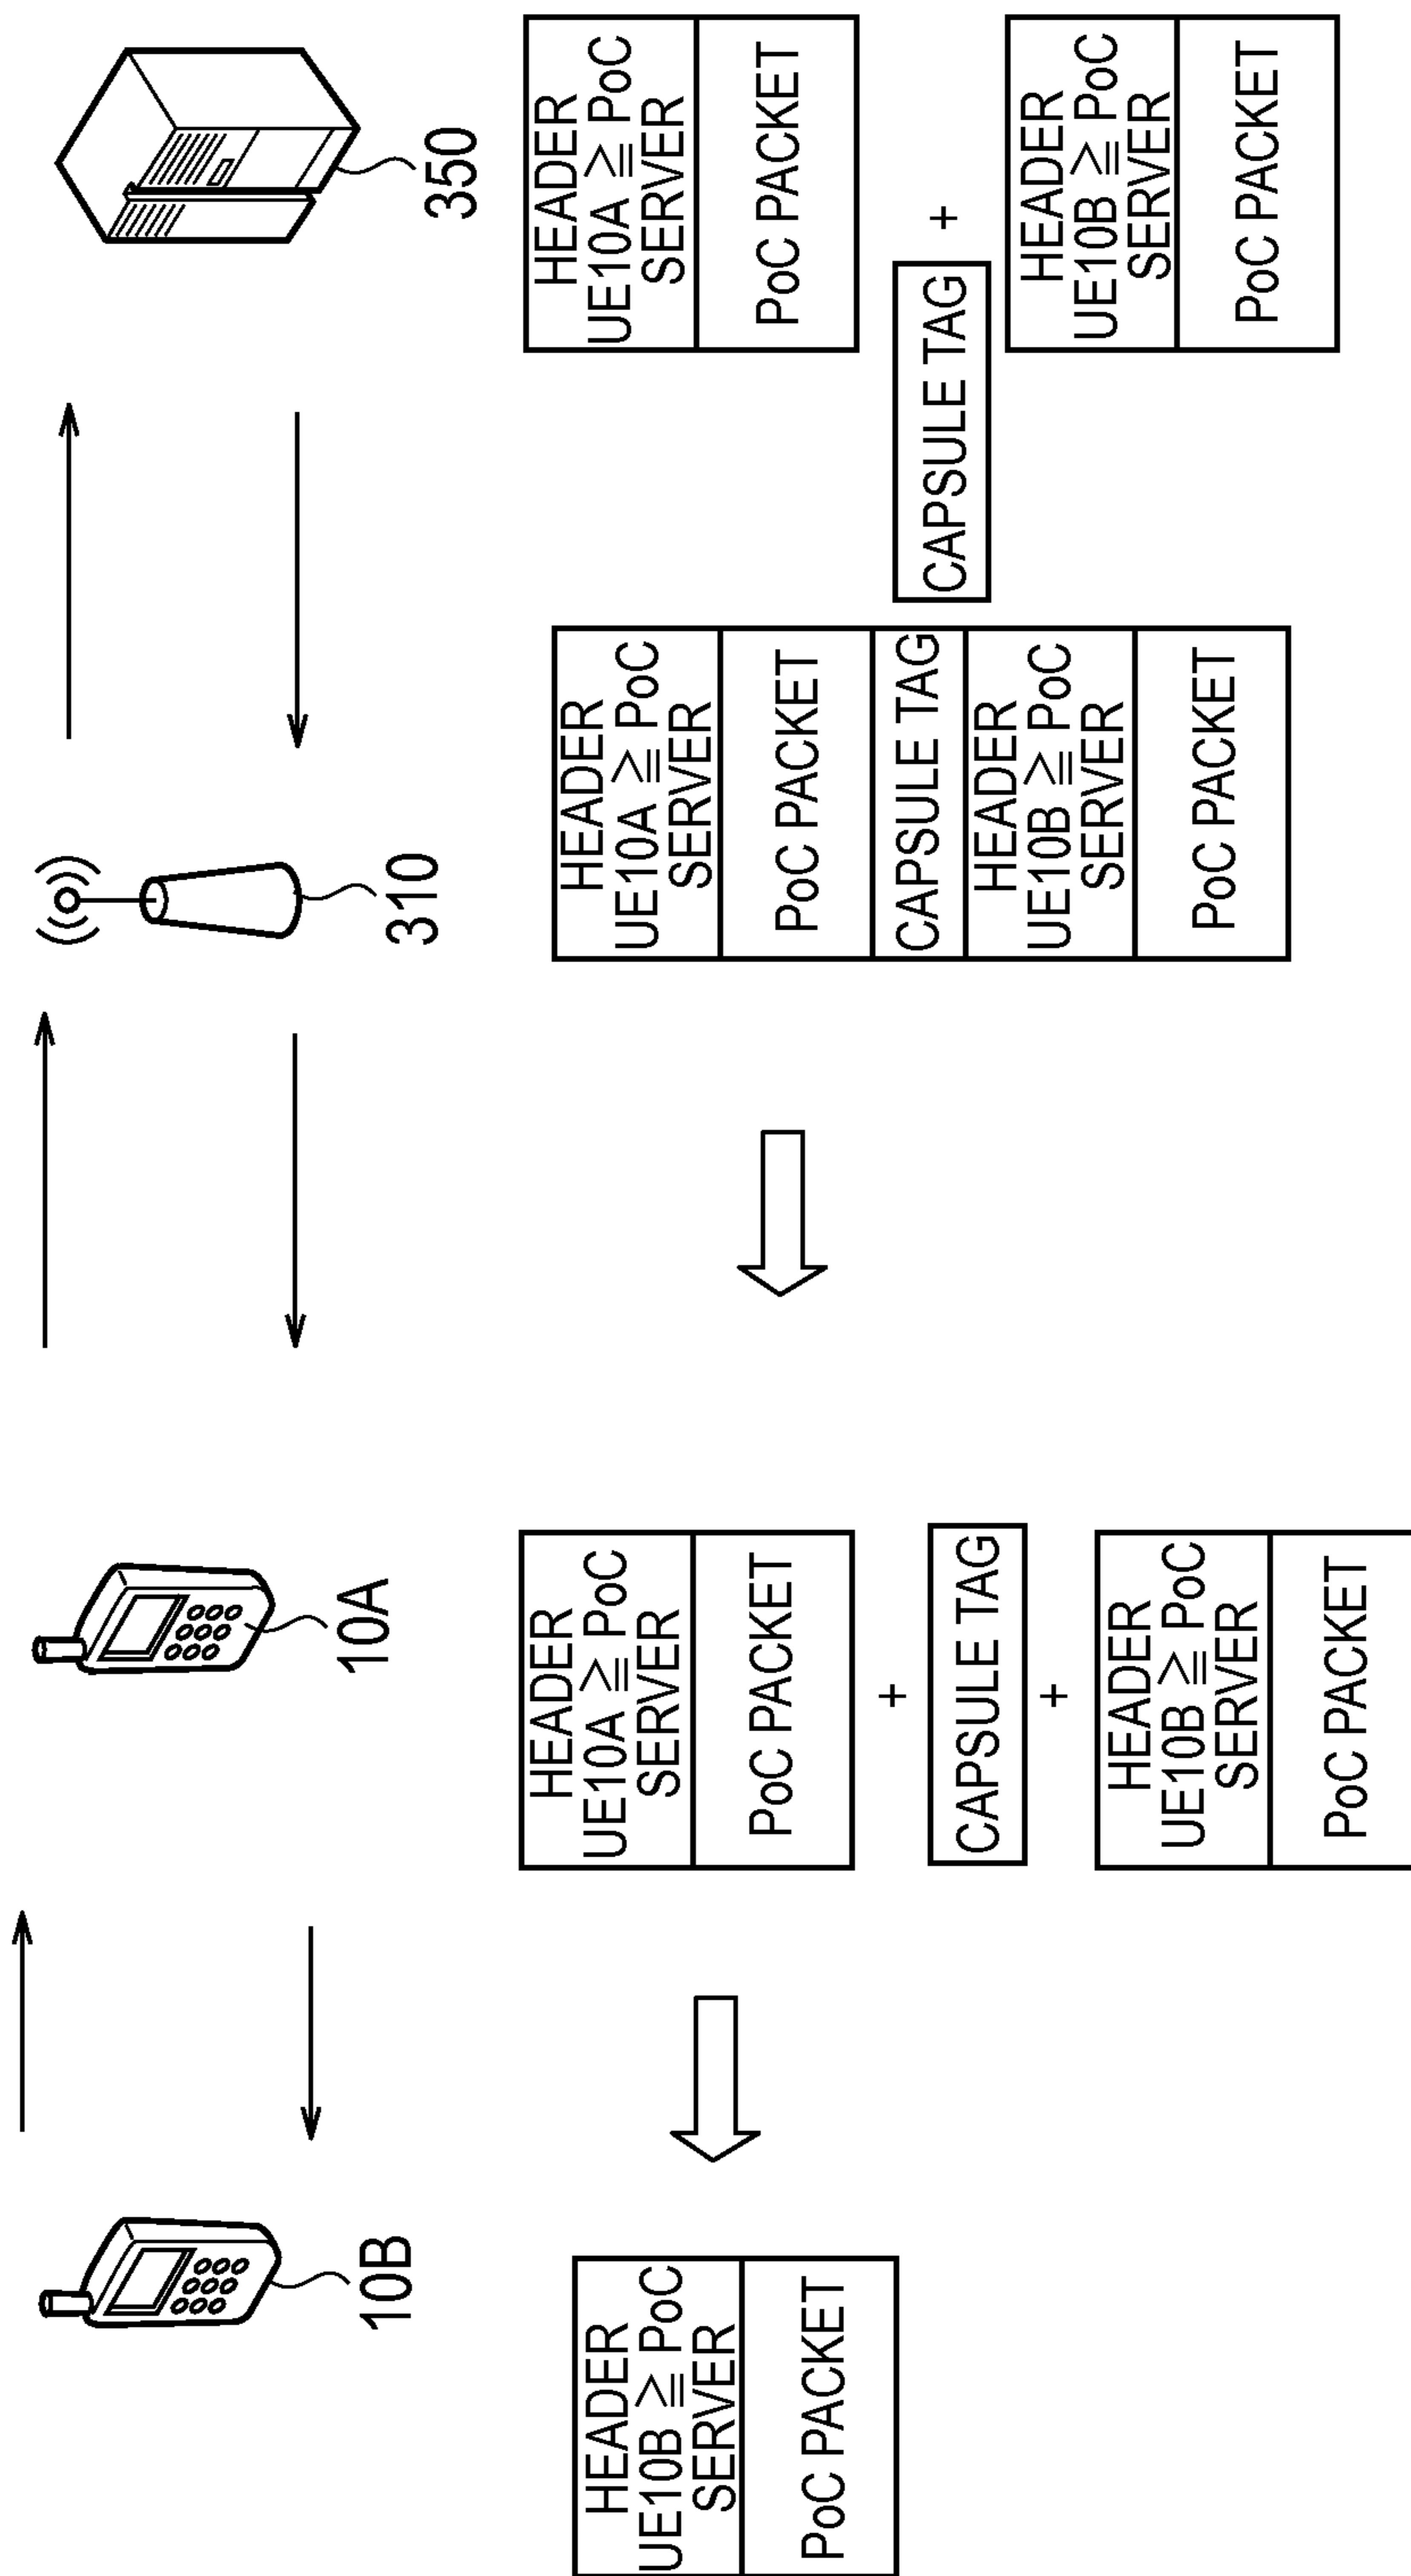 10B
10A
310
350
HEADER
UE10B ≧ PoC
SERVER
PoC PACKET
HEADER
UE10A ≧ PoC
SERVER
PoC PACKET
+
CAPSULE TAG
+
HEADER
UE10B ≧ PoC
SERVER
PoC PACKET
HEADER
UE10A ≧ PoC
SERVER
PoC PACKET
CAPSULE TAG
HEADER
UE10B ≧ PoC
SERVER
PoC PACKET
HEADER
UE10A ≧ PoC
SERVER
PoC PACKET
CAPSULE TAG +
HEADER
UE10B ≧ PoC
SERVER
PoC PACKET